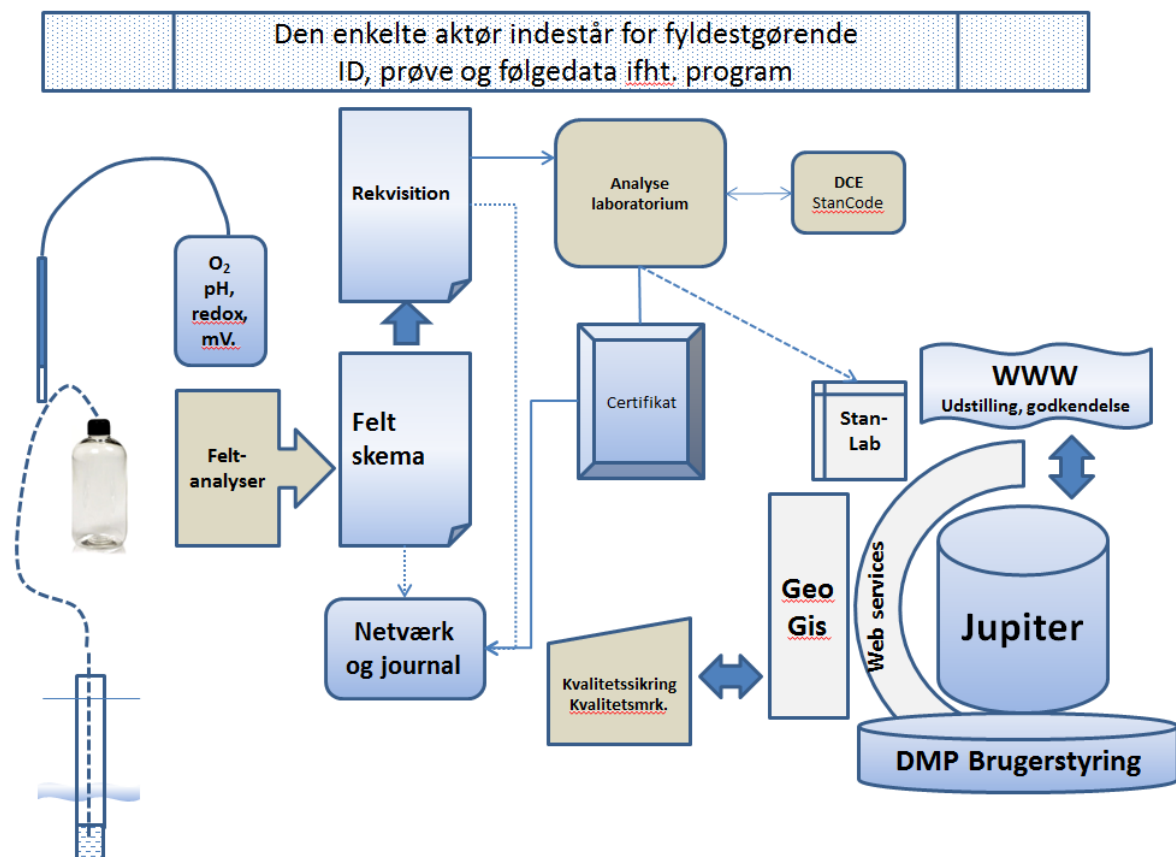 Den enkelte aktør indestår for fyldestgørende
ID, prøve og følgedata ifht. program
Rekvisition
Analyse
laboratorium
DCE
StanCode
O₂
pH,
redox,
mV.
Felt-
analyser
Felt
skema
Certifikat
Stan-
Lab
WWW
Udstilling, godkendelse
Geo
Gis
Web services
Jupiter
Netværk
og journal
Kvalitetssikring
Kvalitetsmrk.
DMP Brugerstyring